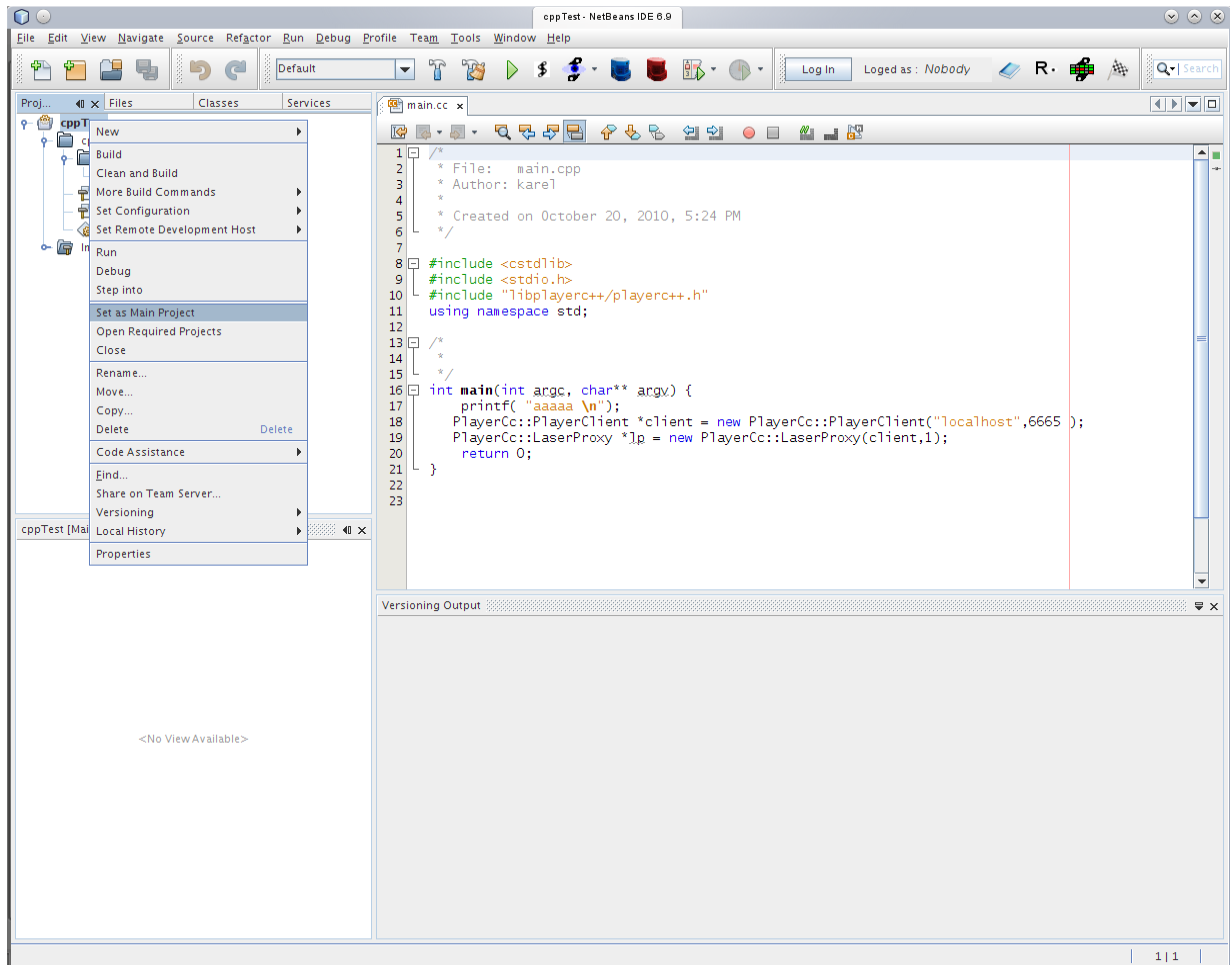 cppTest - NetBeans IDE 6.9
File Edit View Navigate Source Refactor Run Debug Profile Team Tools Window Help
Default
Log In
Loged as : Nobody
R
Search
Proj... Files Classes Services
main.cc
cppT
New
Build
Clean and Build
More Build Commands
Set Configuration
Set Remote Development Host
Run
Debug
Step into
Set as Main Project
Open Required Projects
Close
Rename...
Move...
Copy...
Delete Delete
Code Assistance
Find...
Share on Team Server...
Versioning
Local History
Properties
cppTest [Mai
<No View Available>
1 /*
2 * File: main.cpp
3 * Author: karel
4 *
5 * Created on October 20, 2010, 5:24 PM
6 */
7
8 #include <cstdlib>
9 #include <stdio.h>
10 #include "libplayerc++/playerc++.h"
11 using namespace std;
12
13 /*
14 *
15 */
16 int main(int argc, char** argv) {
17 printf( "aaaaa \n");
18 PlayerCc::PlayerClient *client = new PlayerCc::PlayerClient("localhost",6665 );
19 PlayerCc::LaserProxy *lp = new PlayerCc::LaserProxy(client,1);
20 return 0;
21 }
22
23
Versioning Output
1|1